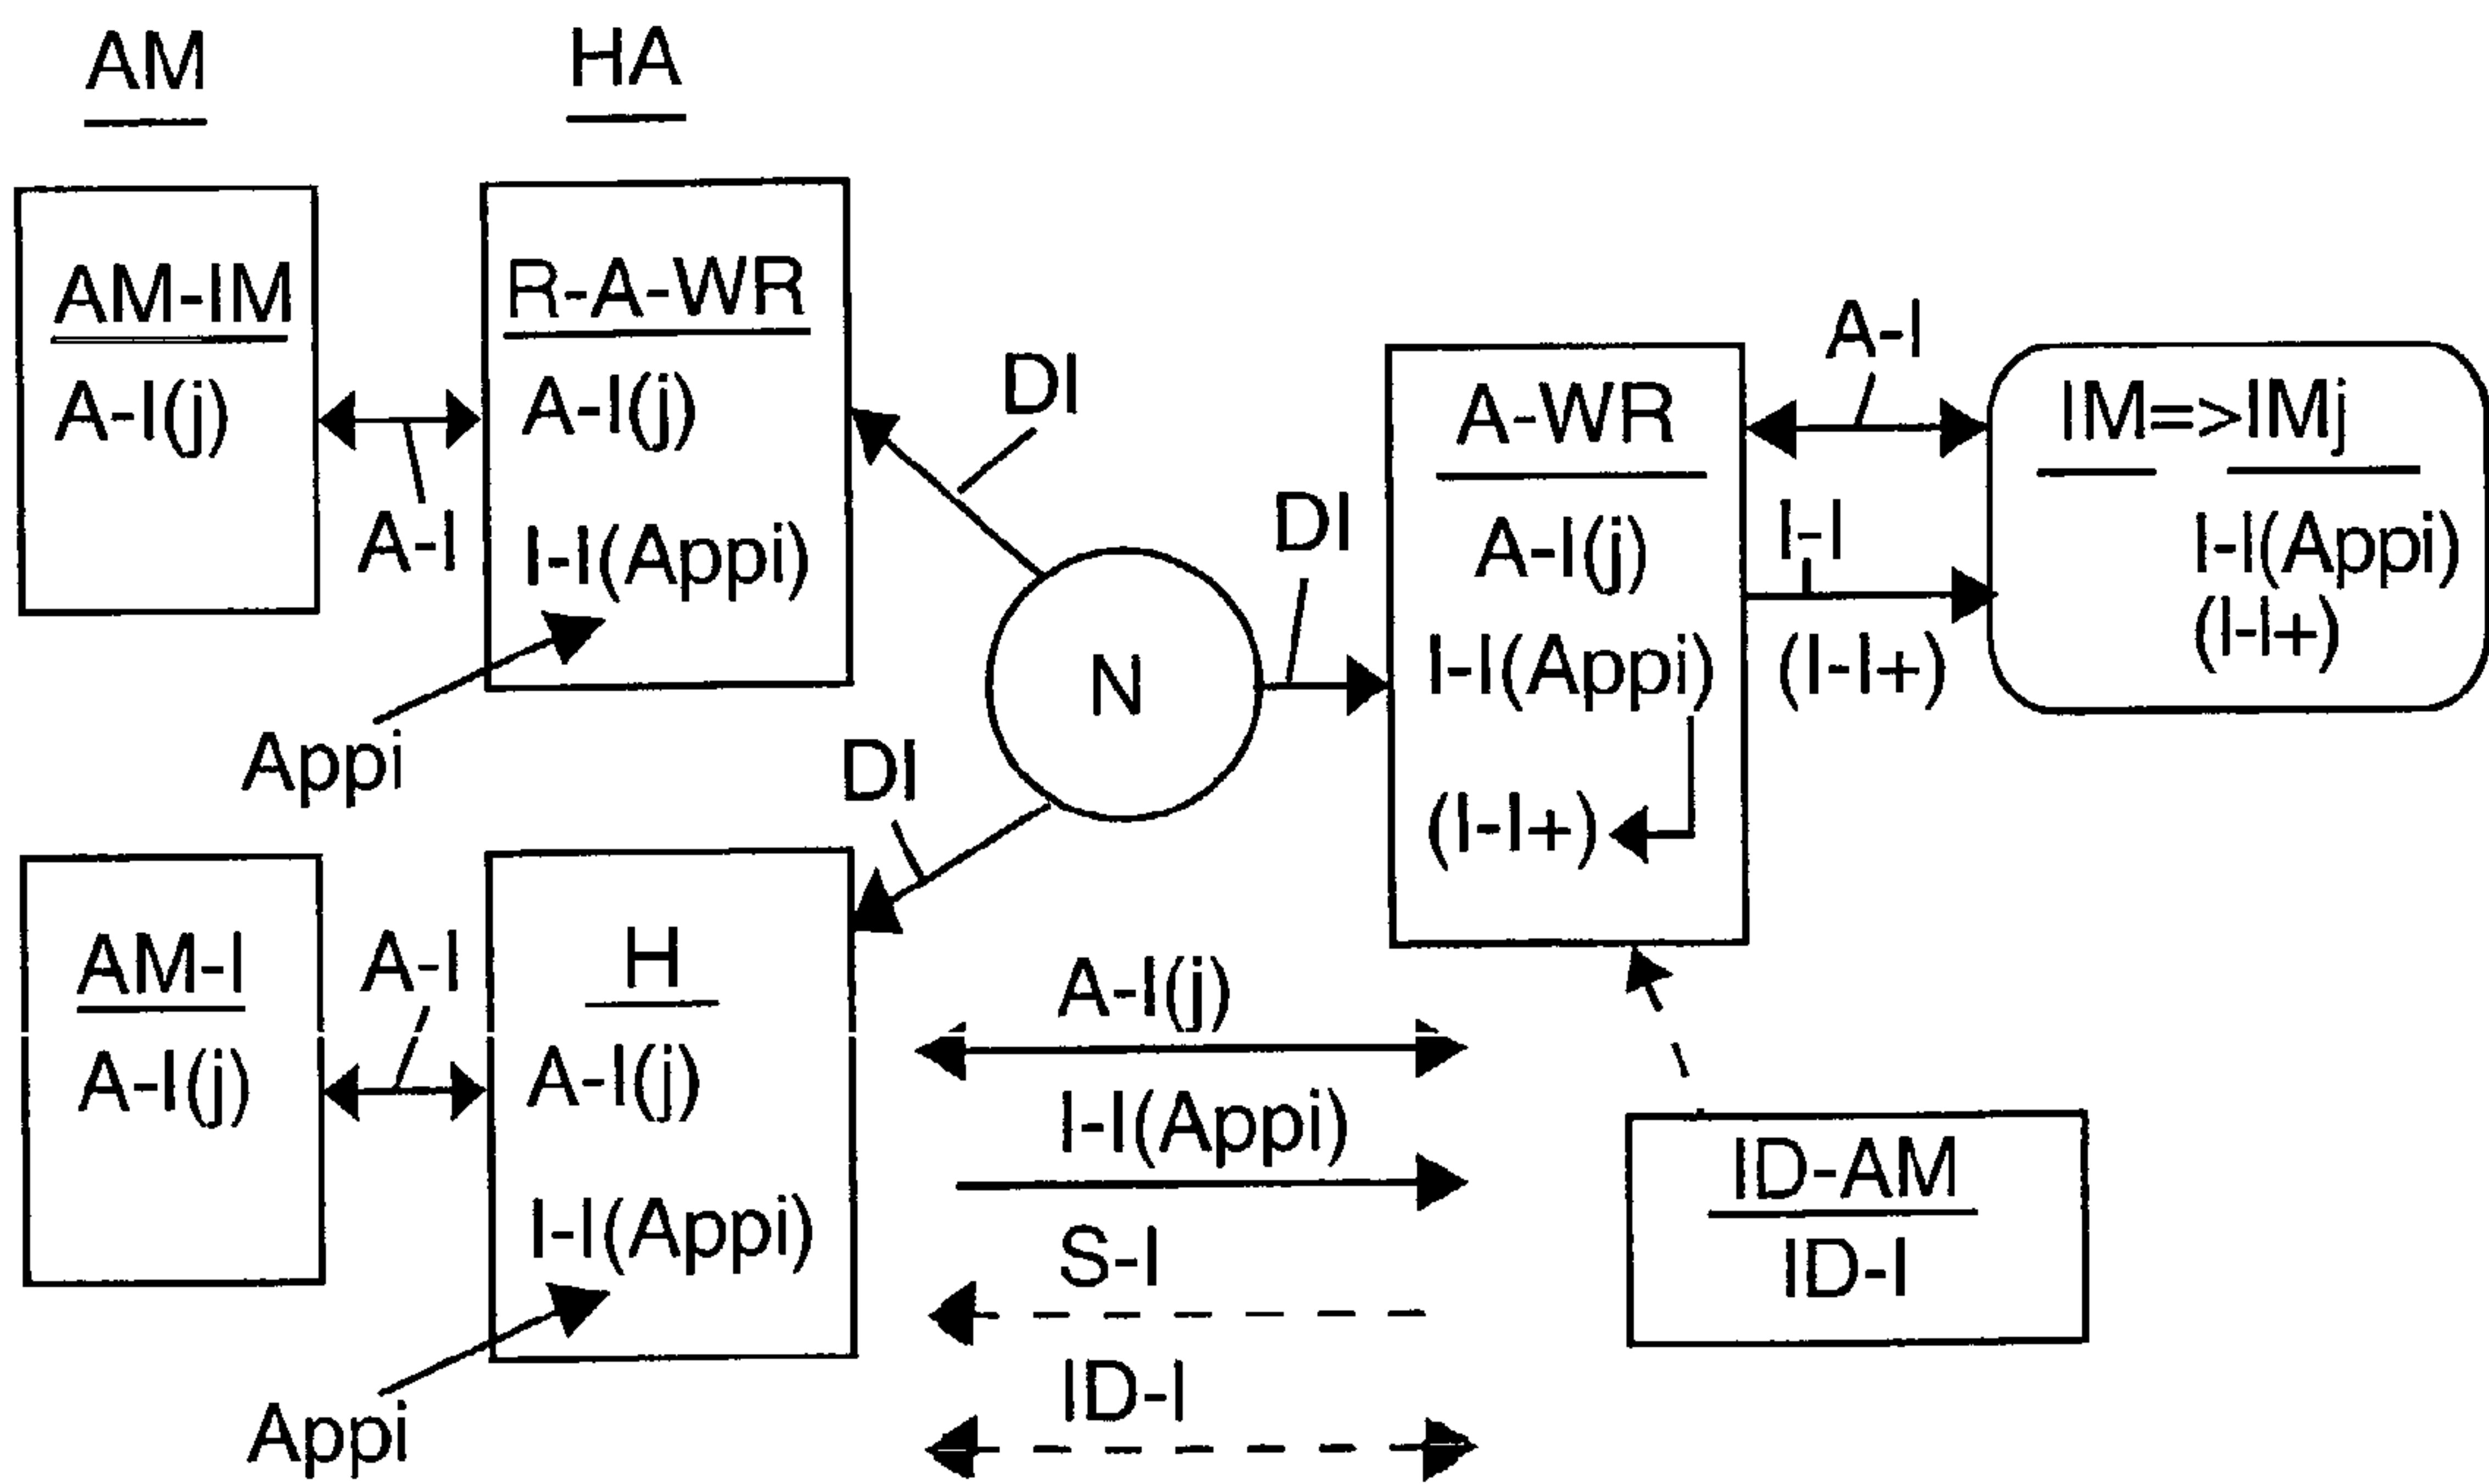 AM
HA
AM-IM
A-I(j)
A-I
R-A-WR
A-I(j)
I-I(Appi)
Appi
DI
DI
DI
N
A-WR
A-I(j)
I-I(Appi)
(I-I+)
A-I
I-I
(I-I+)
IM=>IMj
I-I(Appi)
(I-I+)
AM-I
A-I(j)
A-I
H
A-I(j)
I-I(Appi)
Appi
A-I(j)
I-I(Appi)
S-I
ID-I
ID-AM
ID-I